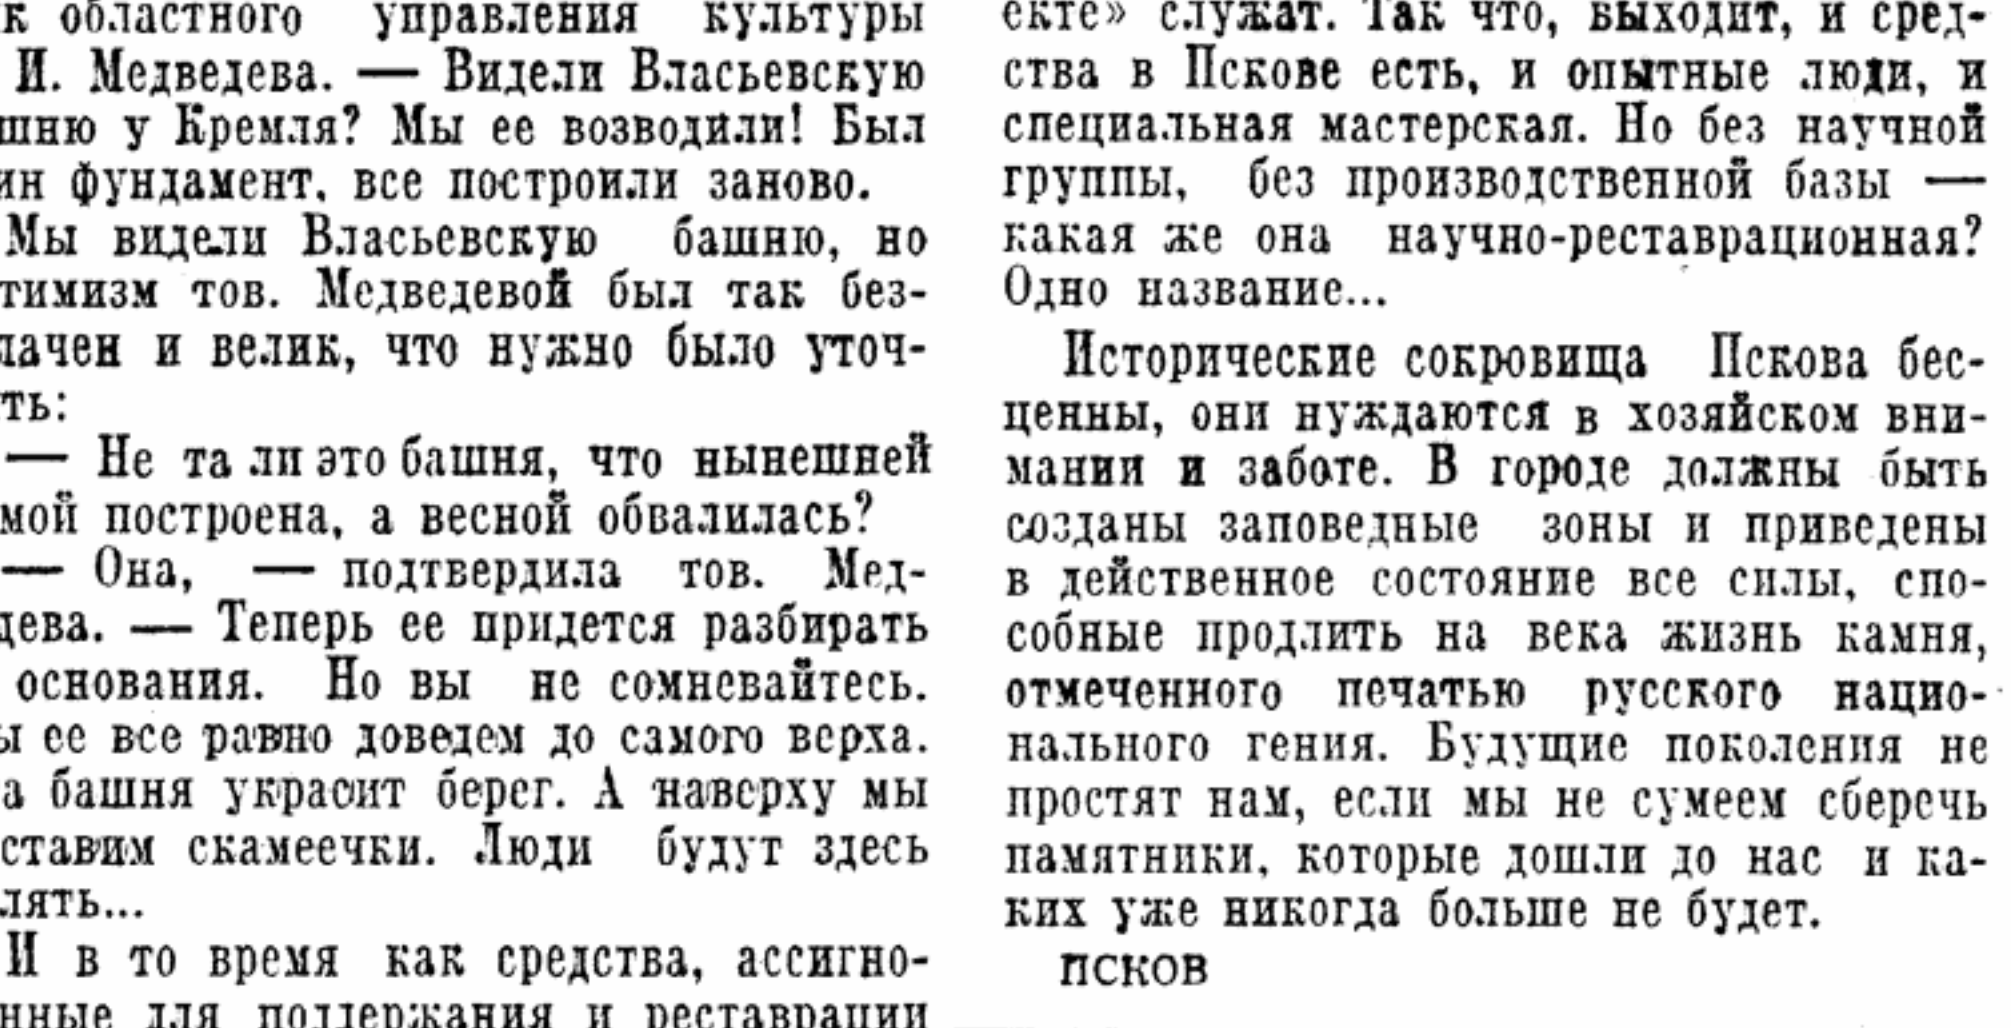 к областного управления культуры
И. Медведева. — Видели Власьевскую
шню у Кремля? Мы ее возводили! Был
ин фундамент, все построили заново.
Мы видели Власьевскую башню, но
тимизм тов. Медведевой был так без-
лачен и велик, что нужно было уточ-
ть:
— Не та ли это башня, что нынешней
мой построена, а весной обвалилась?
— Она, — подтвердила тов. Мед-
дева. — Теперь ее придется разбирать
основания. Но вы не сомневайтесь.
ы ее все равно доведем до самого верха.
а башня украсит берег. А наверху мы
ставим скамеечки. Люди будут здесь
лять...
И в то время как средства, ассигно-
нные для поддержания и реставрации
екте» служат. Так что, выходит, и сред-
ства в Пскове есть, и опытные люди, и
специальная мастерская. Но без научной
группы, без производственной базы —
какая же она научно-реставрационная?
Одно название...
Исторические сокровища Пскова бес-
ценны, они нуждаются в хозяйском вни-
мании и заботе. В городе должны быть
созданы заповедные зоны и приведены
в действенное состояние все силы, спо-
собные продлить на века жизнь камня,
отмеченного печатью русского нацио-
нального гения. Будущие поколения не
простят нам, если мы не сумеем сберечь
памятники, которые дошли до нас и ка-
ких уже никогда больше не будет.
ПСКОВ